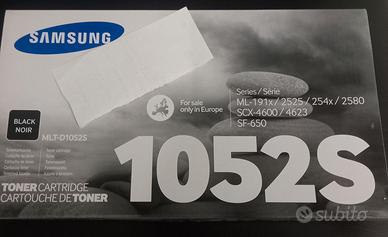 SAMSUNG
For sale
only in Europe
Series / Série
ML-191x / 2525 / 254x / 2580
SCX-4600 / 4623
SF-650
BLACK
NOIR
MLT-D1052S
1052S
TONER CARTRIDGE
CARTOUCHE DE TONER
subito